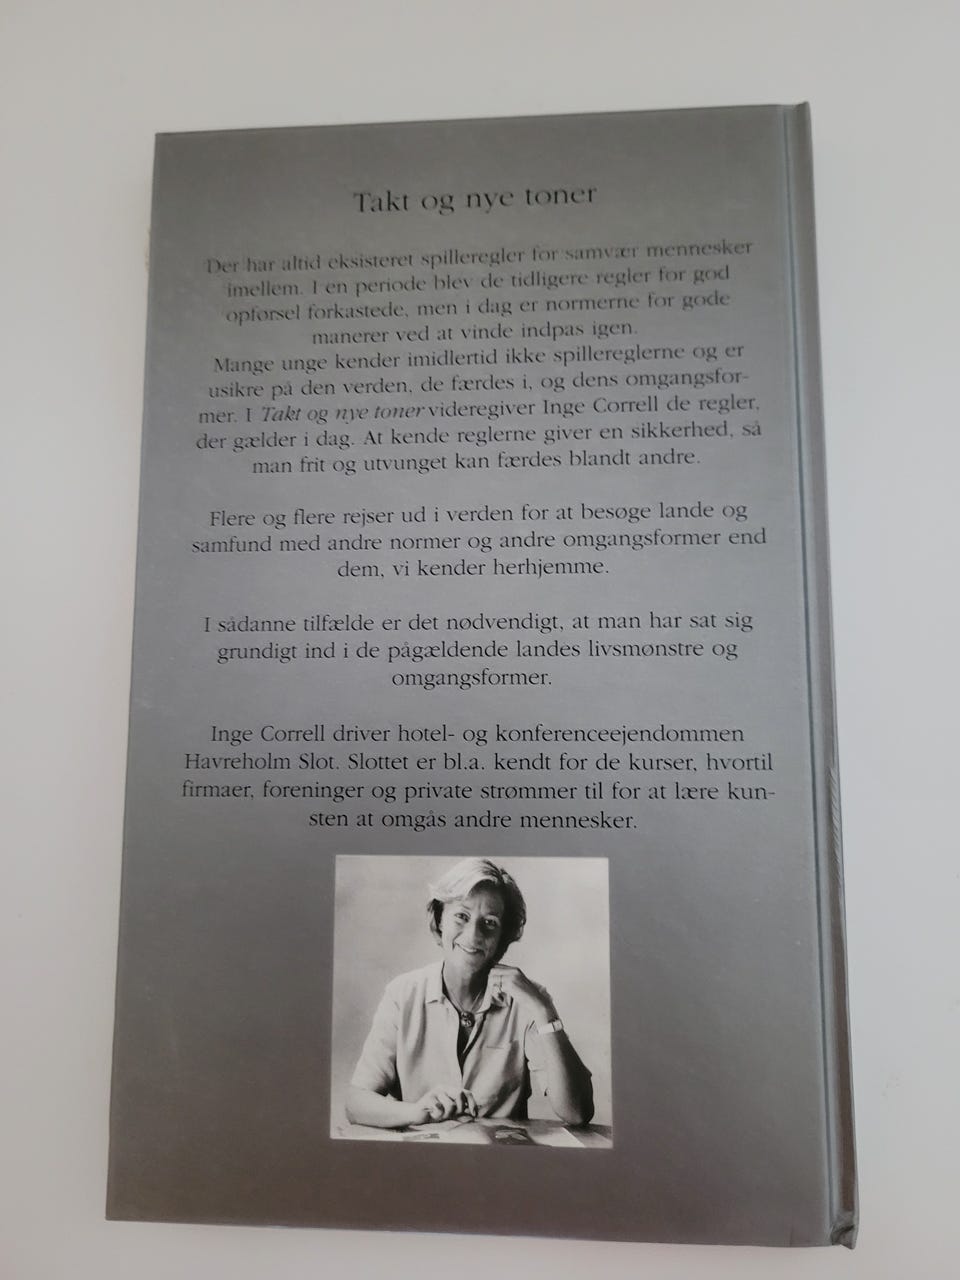 Takt og nye toner
Der har altid eksisteret spilleregler for samvær mennesker
imellem. I en periode blev de tidligere regler for god
opførsel forkastede, men i dag er normerne for gode
manerer ved at vinde indpas igen.
Mange unge kender imidlertid ikke spillereglerne og er
usikre på den verden, de færdes i, og dens omgangsfor-
mer. I Takt og nye toner videregiver Inge Correll de regler,
der gælder i dag. At kende reglerne giver en sikkerhed, så
man frit og utvunget kan færdes blandt andre.
Flere og flere rejser ud i verden for at besøge lande og
samfund med andre normer og andre omgangsformer end
dem, vi kender herhjemme.
I sådanne tilfælde er det nødvendigt, at man har sat sig
grundigt ind i de pågældende landes livsmønstre og
omgangsformer.
Inge Correll driver hotel- og konferenceejendommen
Havreholm Slot. Slottet er bl.a. kendt for de kurser, hvortil
firmaer, foreninger og private strømmer til for at lære kun-
sten at omgås andre mennesker.